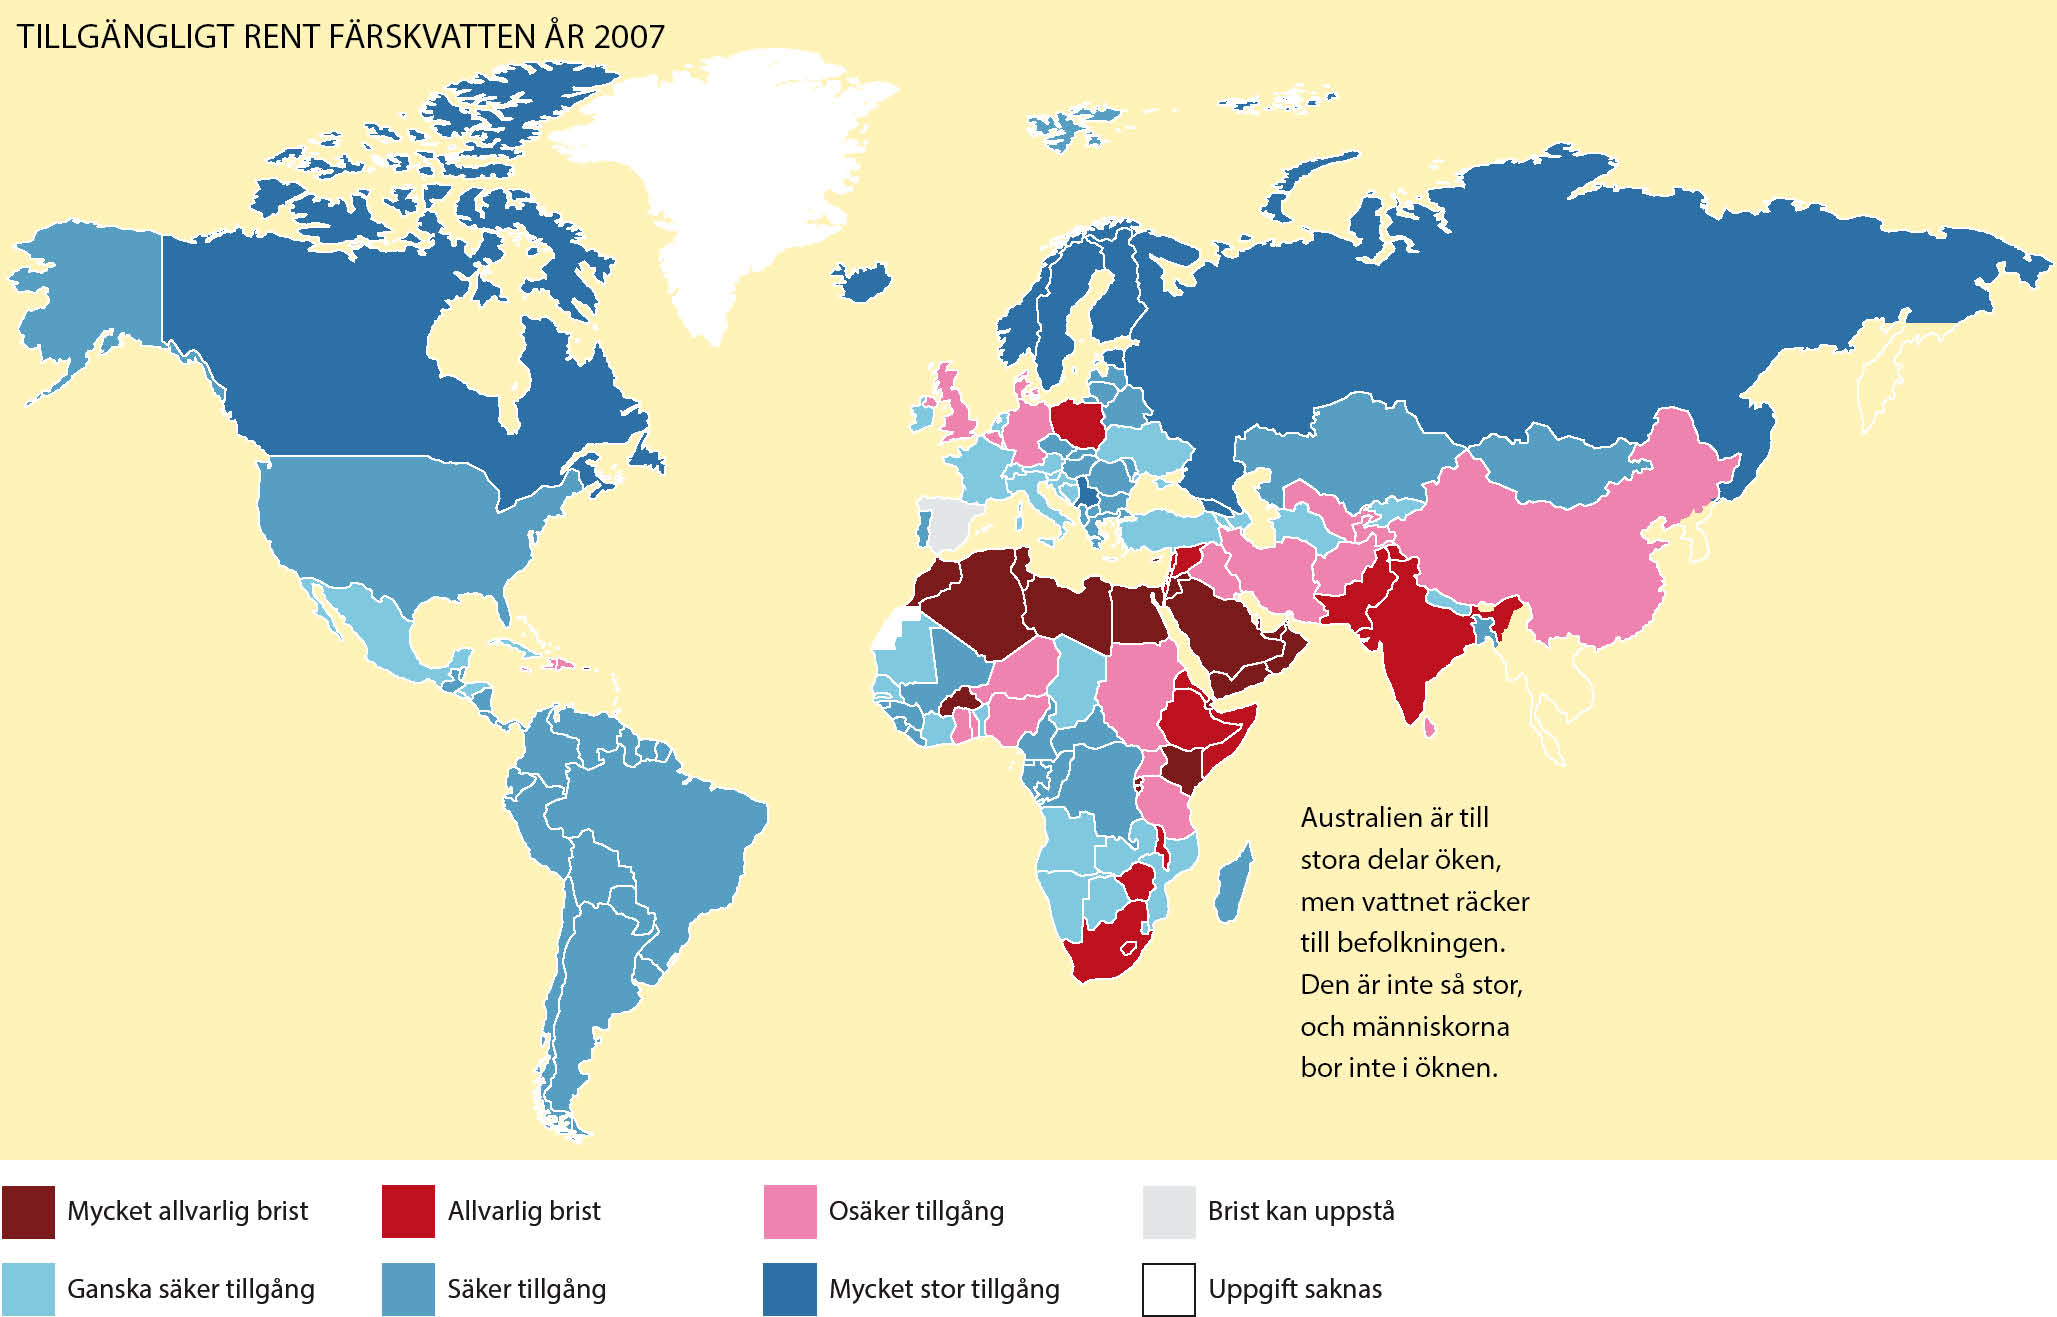 TILLGÄNGLIGT RENT FÄRSKVATTEN ÅR 2007
Australien är till
stora delar öken,
men vattnet räcker
till befolkningen.
Den är inte så stor,
och människorna
bor inte i öknen.
Mycket allvarlig brist
Allvarlig brist
Osäker tillgång
Brist kan uppstå
Ganska säker tillgång
Säker tillgång
Mycket stor tillgång
Uppgift saknas